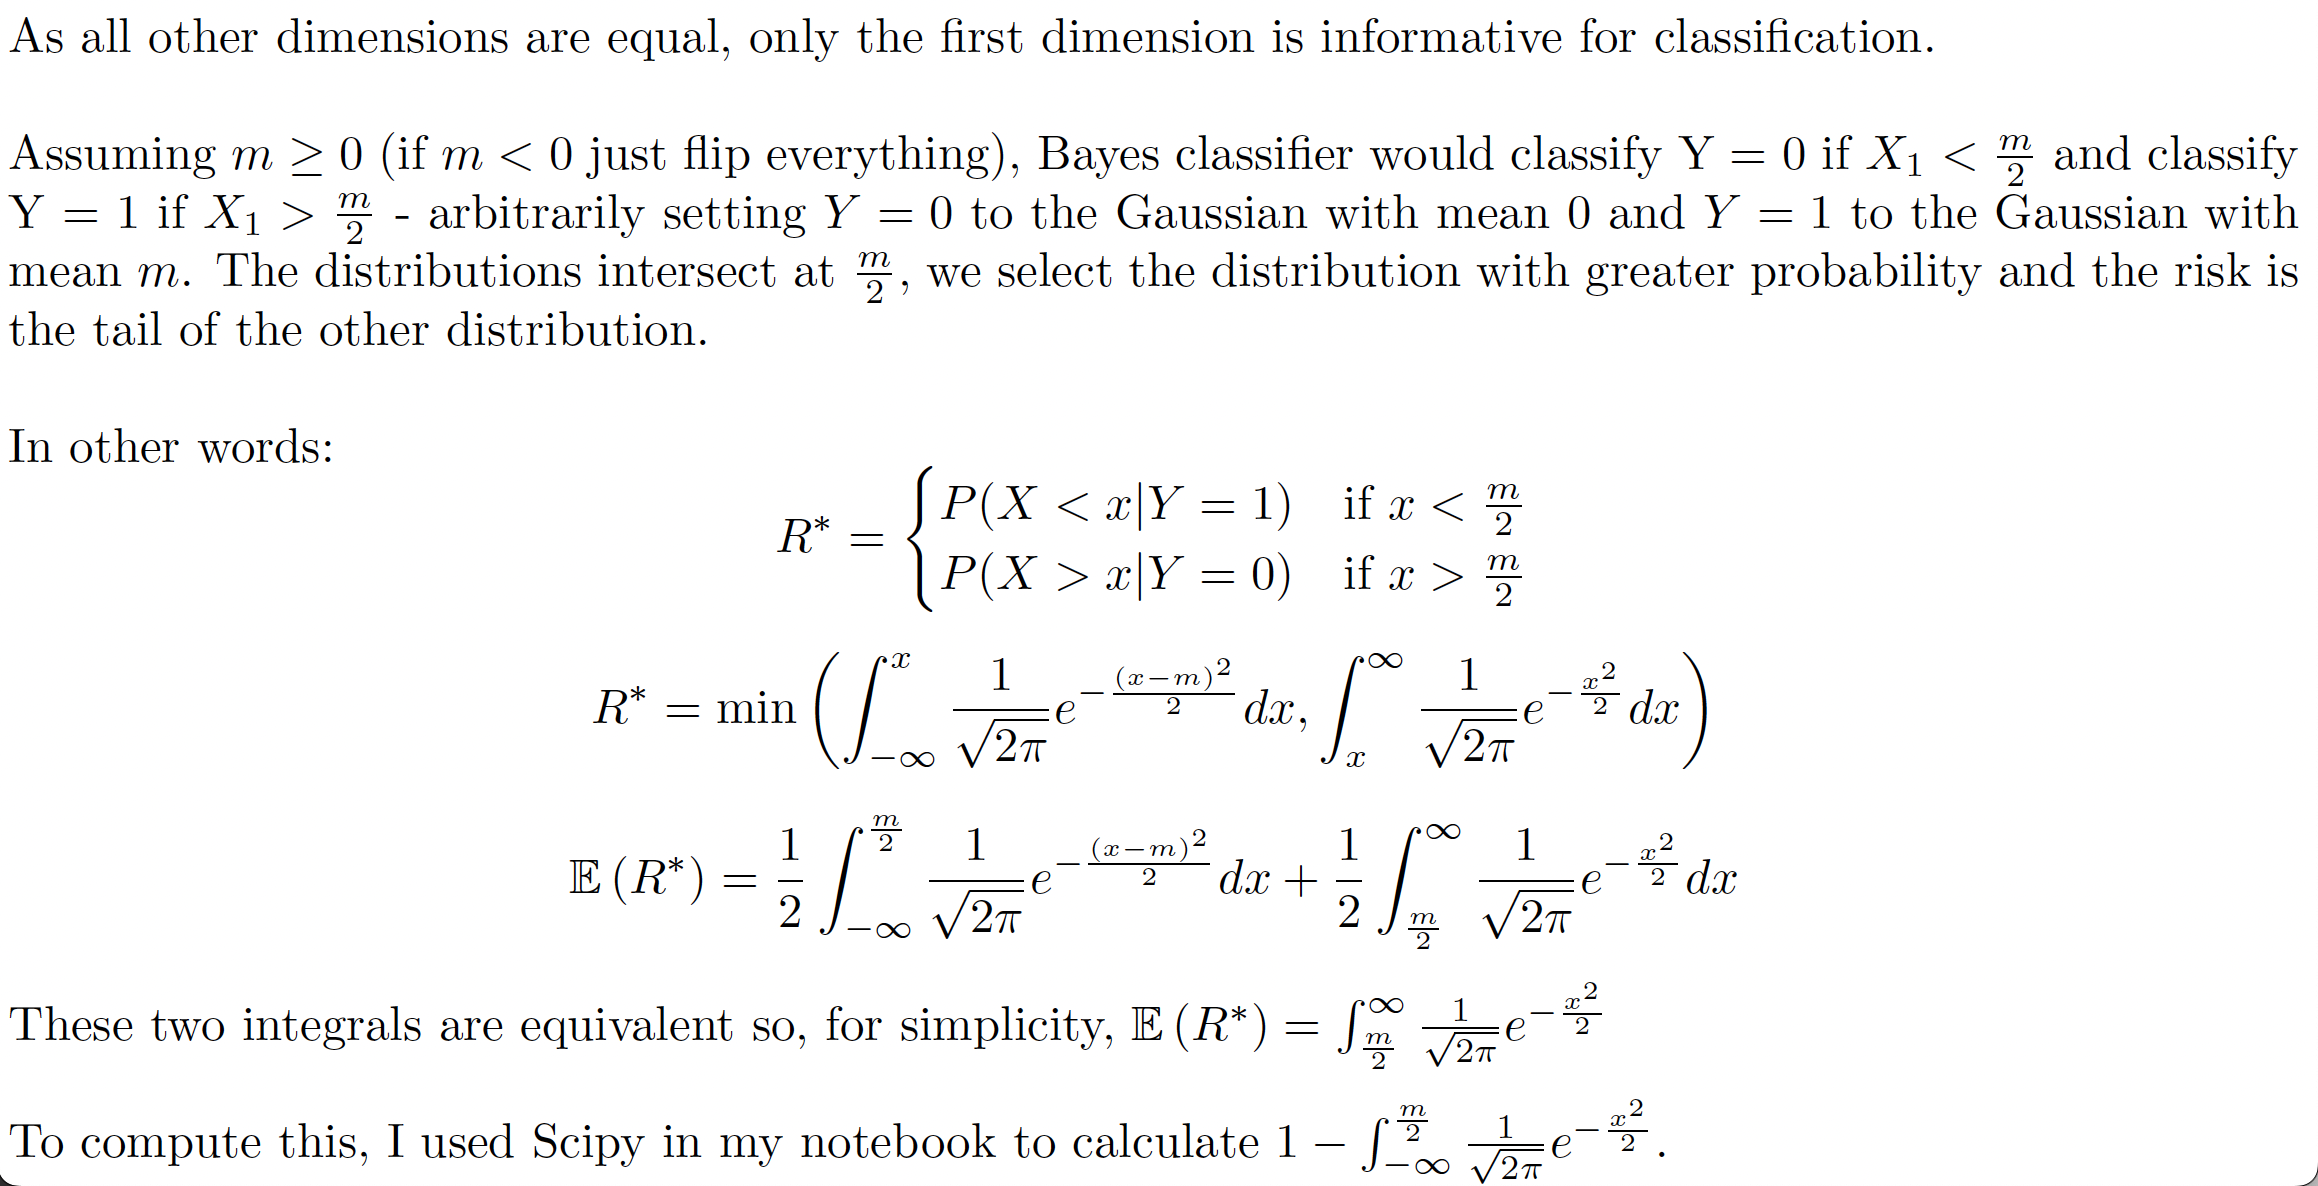 As all other dimensions are equal, only the first dimension is informative for classification.
Assuming $m \geq 0$ (if $m < 0$ just flip everything), Bayes classifier would classify Y = 0 if $X_1 < \frac{m}{2}$ and classify
Y = 1 if $X_1 > \frac{m}{2}$ - arbitrarily setting $Y = 0$ to the Gaussian with mean 0 and $Y = 1$ to the Gaussian with
mean $m$. The distributions intersect at $\frac{m}{2}$, we select the distribution with greater probability and the risk is
the tail of the other distribution.
In other words:
$R^* = \begin{cases} P(X < x|Y = 1) & \text{if } x < \frac{m}{2} \\ P(X > x|Y = 0) & \text{if } x > \frac{m}{2} \end{cases}$
$R^* = \min\left(\int_{-\infty}^{x} \frac{1}{\sqrt{2\pi}} e^{-\frac{(x-m)^2}{2}} dx, \int_{x}^{\infty} \frac{1}{\sqrt{2\pi}} e^{-\frac{x^2}{2}} dx\right)$
$\mathbb{E}(R^*) = \frac{1}{2} \int_{-\infty}^{\frac{m}{2}} \frac{1}{\sqrt{2\pi}} e^{-\frac{(x-m)^2}{2}} dx + \frac{1}{2} \int_{\frac{m}{2}}^{\infty} \frac{1}{\sqrt{2\pi}} e^{-\frac{x^2}{2}} dx$
These two integrals are equivalent so, for simplicity, $\mathbb{E}(R^*) = \int_{\frac{m}{2}}^{\infty} \frac{1}{\sqrt{2\pi}} e^{-\frac{x^2}{2}}$
To compute this, I used Scipy in my notebook to calculate $1 - \int_{-\infty}^{\frac{m}{2}} \frac{1}{\sqrt{2\pi}} e^{-\frac{x^2}{2}}$.